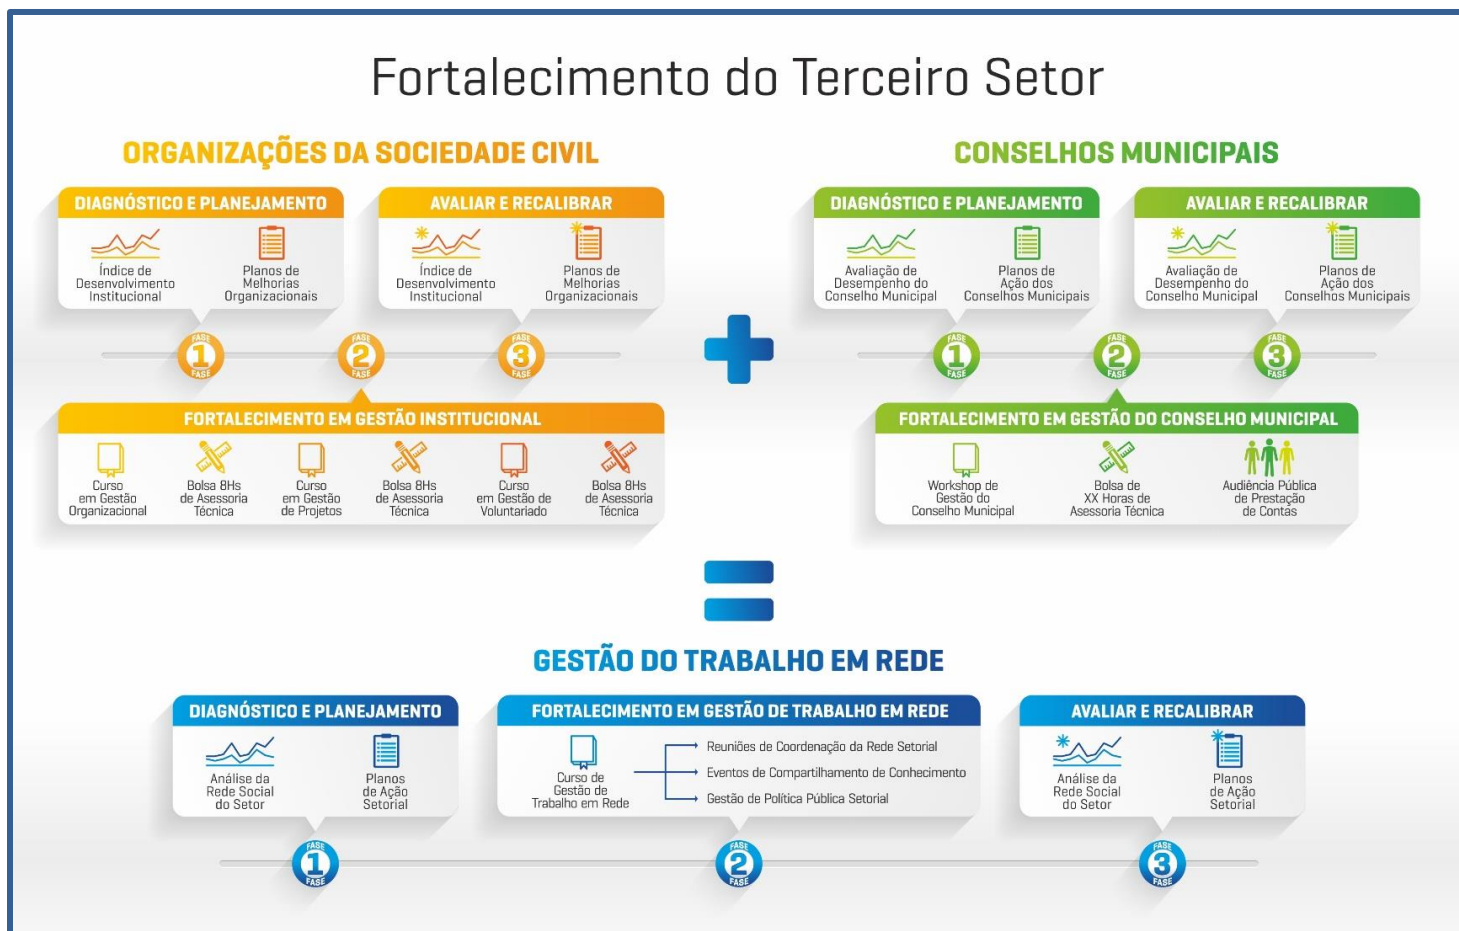 Fortalecimento do Terceiro Setor
ORGANIZAÇÕES DA SOCIEDADE CIVIL
DIAGNÓSTICO E PLANEJAMENTO
Índice de
Desenvolvimento
Institucional
Planos de
Melhorias
Organizacionais
AVALIAR E RECALIBRAR
Índice de
Desenvolvimento
Institucional
Planos de
Melhorias
Organizacionais
FASE
1
FASE
FASE
2
FASE
FASE
3
FASE
FORTALECIMENTO EM GESTÃO INSTITUCIONAL
Curso
em Gestão
Organizacional
Bolsa 8Hs
de Asessoria
Técnica
Curso
em Gestão
de Projetos
Bolsa 8Hs
de Asessoria
Técnica
Curso
em Gestão de
Voluntariado
Bolsa 8Hs
de Asessoria
Técnica
CONSELHOS MUNICIPAIS
DIAGNÓSTICO E PLANEJAMENTO
Avaliação de
Desempenho do
Conselho Municipal
Planos de
Ação dos
Conselhos Municipais
AVALIAR E RECALIBRAR
Avaliação de
Desempenho do
Conselho Municipal
Planos de
Ação dos
Conselhos Municipais
FASE
1
FASE
FASE
2
FASE
FASE
3
FASE
FORTALECIMENTO EM GESTÃO DO CONSELHO MUNICIPAL
Workshop de
Gestão do
Conselho Municipal
Bolsa de
XX Horas de
Asessoria Técnica
Audiência Pública
de Prestação
de Contas
GESTÃO DO TRABALHO EM REDE
DIAGNÓSTICO E PLANEJAMENTO
Análise da
Rede Social
do Setor
Planos
de Ação
Setorial
FORTALECIMENTO EM GESTÃO DE TRABALHO EM REDE
Curso de
Gestão de
Trabalho em Rede
Reuniões de Coordenação da Rede Setorial
Eventos de Compartilhamento de Conhecimento
Gestão de Política Pública Setorial
AVALIAR E RECALIBRAR
Análise da
Rede Social
do Setor
Planos
de Ação
Setorial
FASE
1
FASE
FASE
2
FASE
FASE
3
FASE